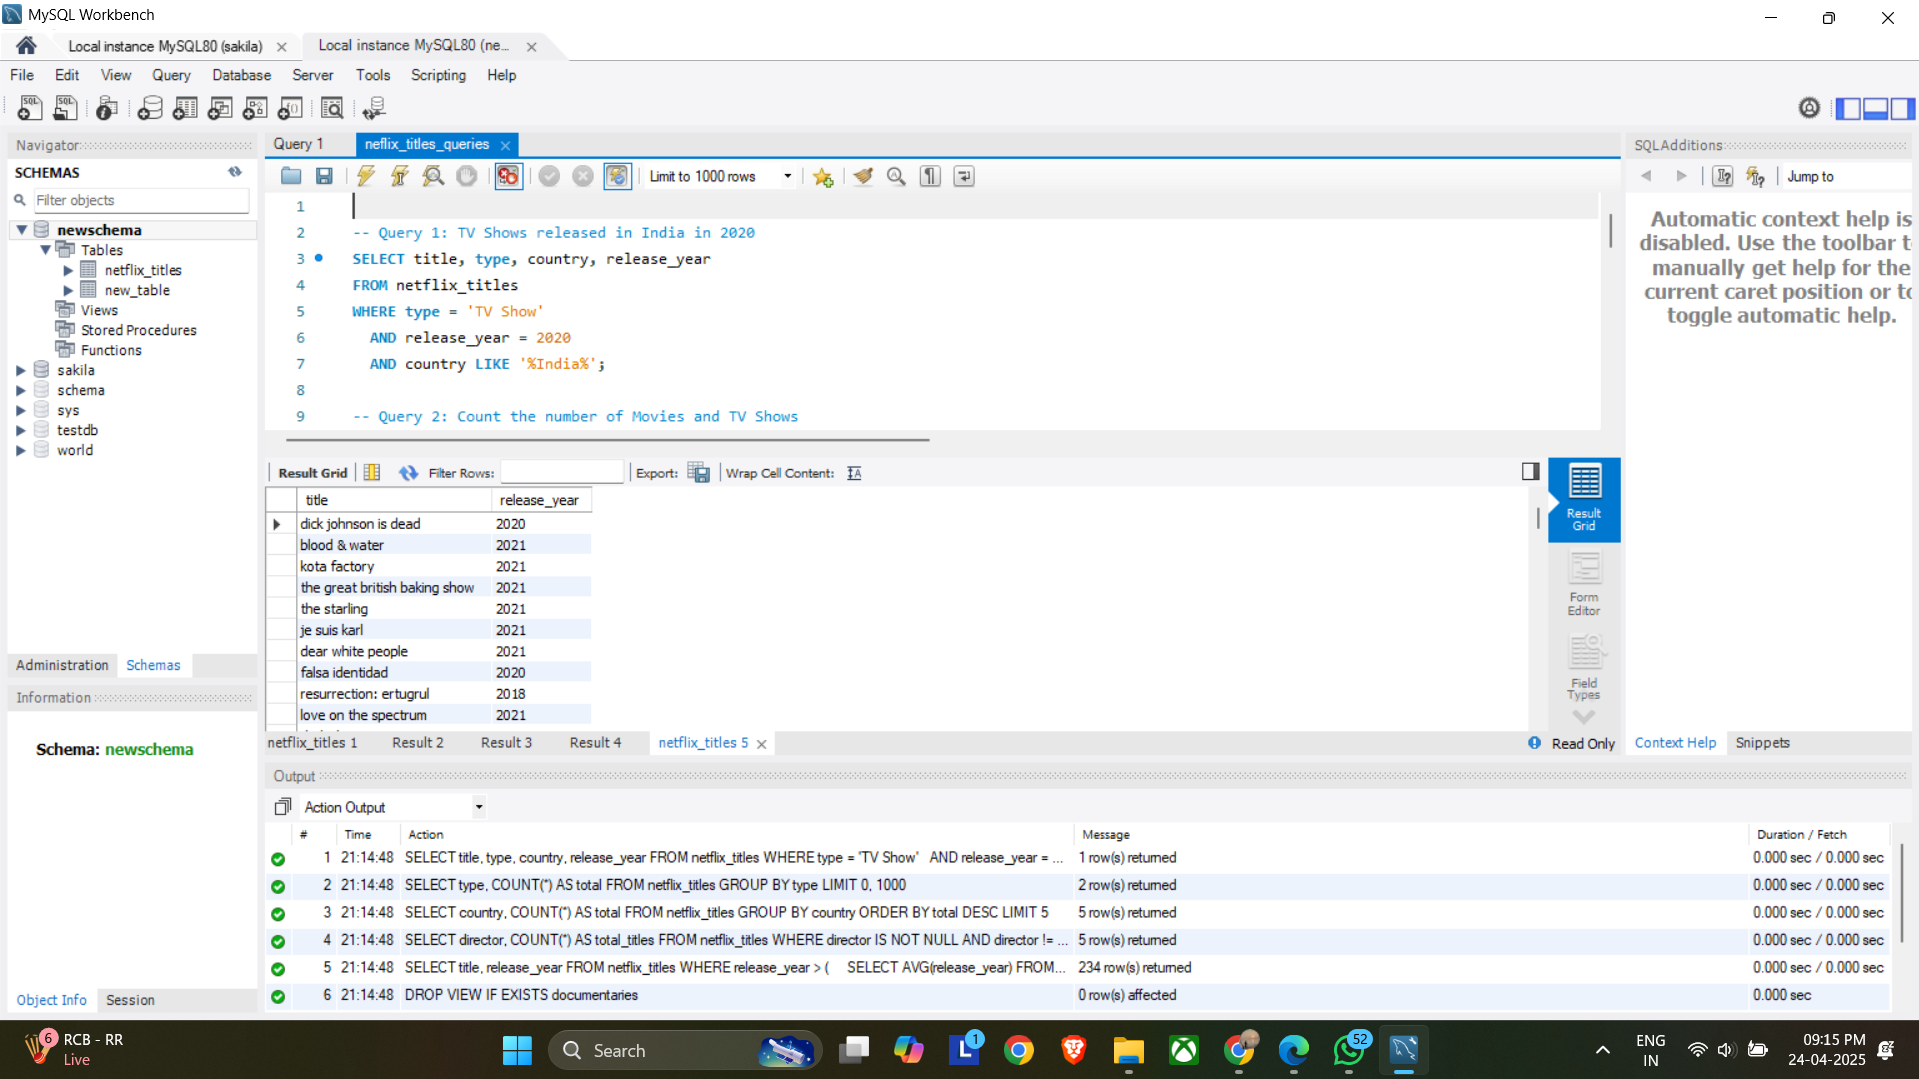 MySQL Workbench
Local instance MySQL80 (sakila)
Local instance MySQL80 (ne...
File Edit View Query Database Server Tools Scripting Help
Navigator
SCHEMAS
Filter objects
newschema
Tables
netflix_titles
new_table
Views
Stored Procedures
Functions
sakila
schema
sys
testdb
world
Administration Schemas
Information
Schema: newschema
Object Info Session
Query 1 neflix_titles_queries
Limit to 1000 rows
1
2 -- Query 1: TV Shows released in India in 2020
3 SELECT title, type, country, release_year
4 FROM netflix_titles
5 WHERE type = 'TV Show'
6 AND release_year = 2020
7 AND country LIKE '%India%';
8
9 -- Query 2: Count the number of Movies and TV Shows
Result Grid Filter Rows: Export: Wrap Cell Content:
title release_year
dick johnson is dead 2020
blood & water 2021
kota factory 2021
the great british baking show 2021
the starling 2021
je suis karl 2021
dear white people 2021
falsa identidad 2020
resurrection: ertugrul 2018
love on the spectrum 2021
Result Grid
Form Editor
Field Types
netflix_titles 1 Result 2 Result 3 Result 4 netflix_titles 5 Read Only
SQLAdditions
Jump to
Automatic context help is
disabled. Use the toolbar t
manually get help for the
current caret position or to
toggle automatic help.
Context Help Snippets
Output
Action Output
# Time Action Message Duration / Fetch
1 21:14:48 SELECT title, type, country, release_year FROM netflix_titles WHERE type = 'TV Show' AND release_year = ... 1 row(s) returned 0.000 sec / 0.000 sec
2 21:14:48 SELECT type, COUNT(*) AS total FROM netflix_titles GROUP BY type LIMIT 0, 1000 2 row(s) returned 0.000 sec / 0.000 sec
3 21:14:48 SELECT country, COUNT(*) AS total FROM netflix_titles GROUP BY country ORDER BY total DESC LIMIT 5 5 row(s) returned 0.000 sec / 0.000 sec
4 21:14:48 SELECT director, COUNT(*) AS total_titles FROM netflix_titles WHERE director IS NOT NULL AND director != ... 5 row(s) returned 0.000 sec / 0.000 sec
5 21:14:48 SELECT title, release_year FROM netflix_titles WHERE release_year > ( SELECT AVG(release_year) FROM... 234 row(s) returned 0.000 sec / 0.000 sec
6 21:14:48 DROP VIEW IF EXISTS documentaries 0 row(s) affected 0.000 sec
6 RCB - RR
Live
Search
1
52
ENG
IN
09:15 PM
24-04-2025